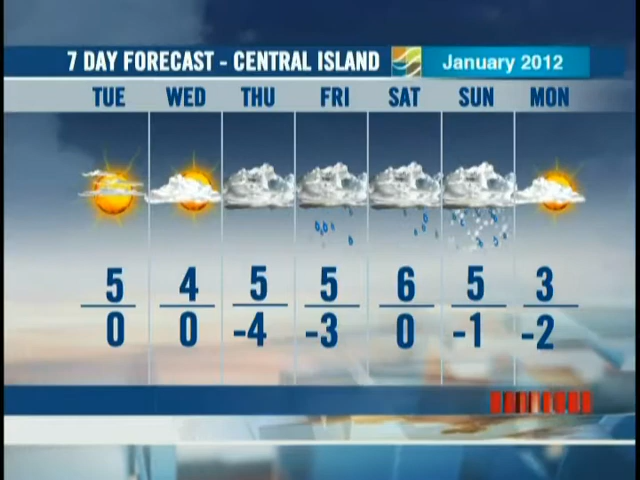 7 DAY FORECAST - CENTRAL ISLAND January 2012
TUE WED THU FRI SAT SUN MON
5 4 5 5 6 5 3
0 0 -4 -3 0 -1 -2